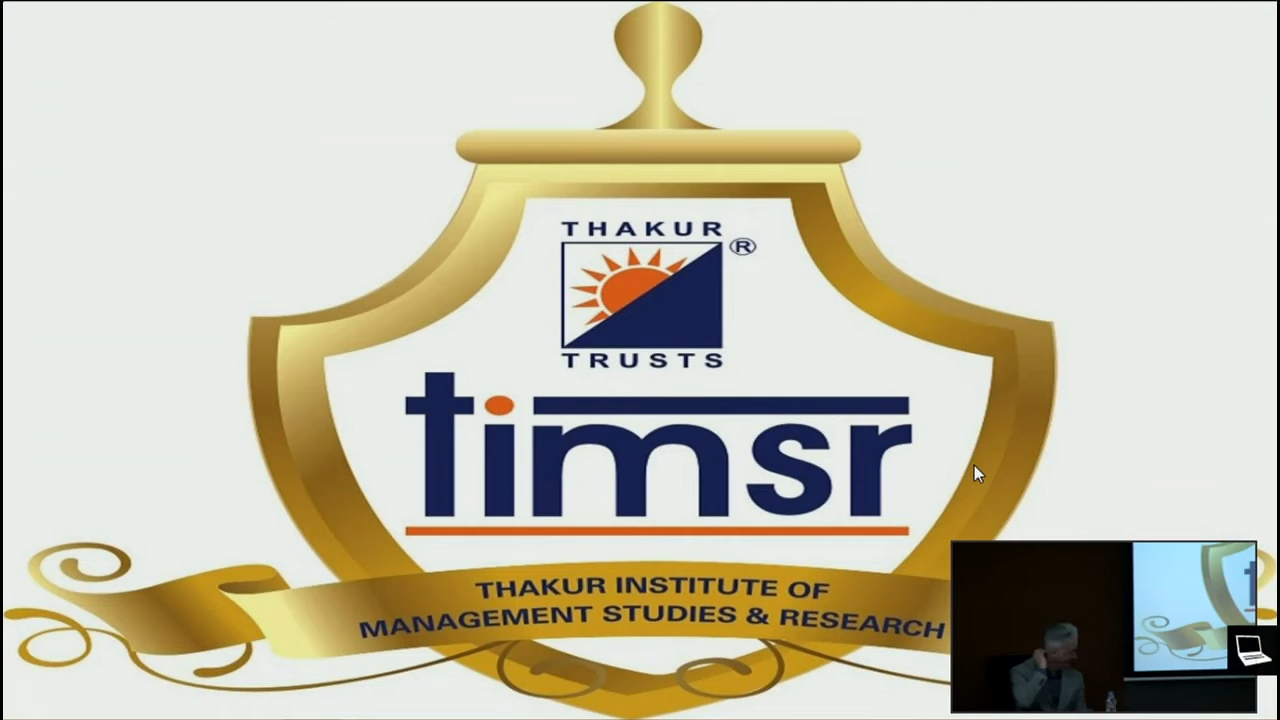 THAKUR
®
TRUSTS
timsr
THAKUR INSTITUTE OF
MANAGEMENT STUDIES & RESEARCH